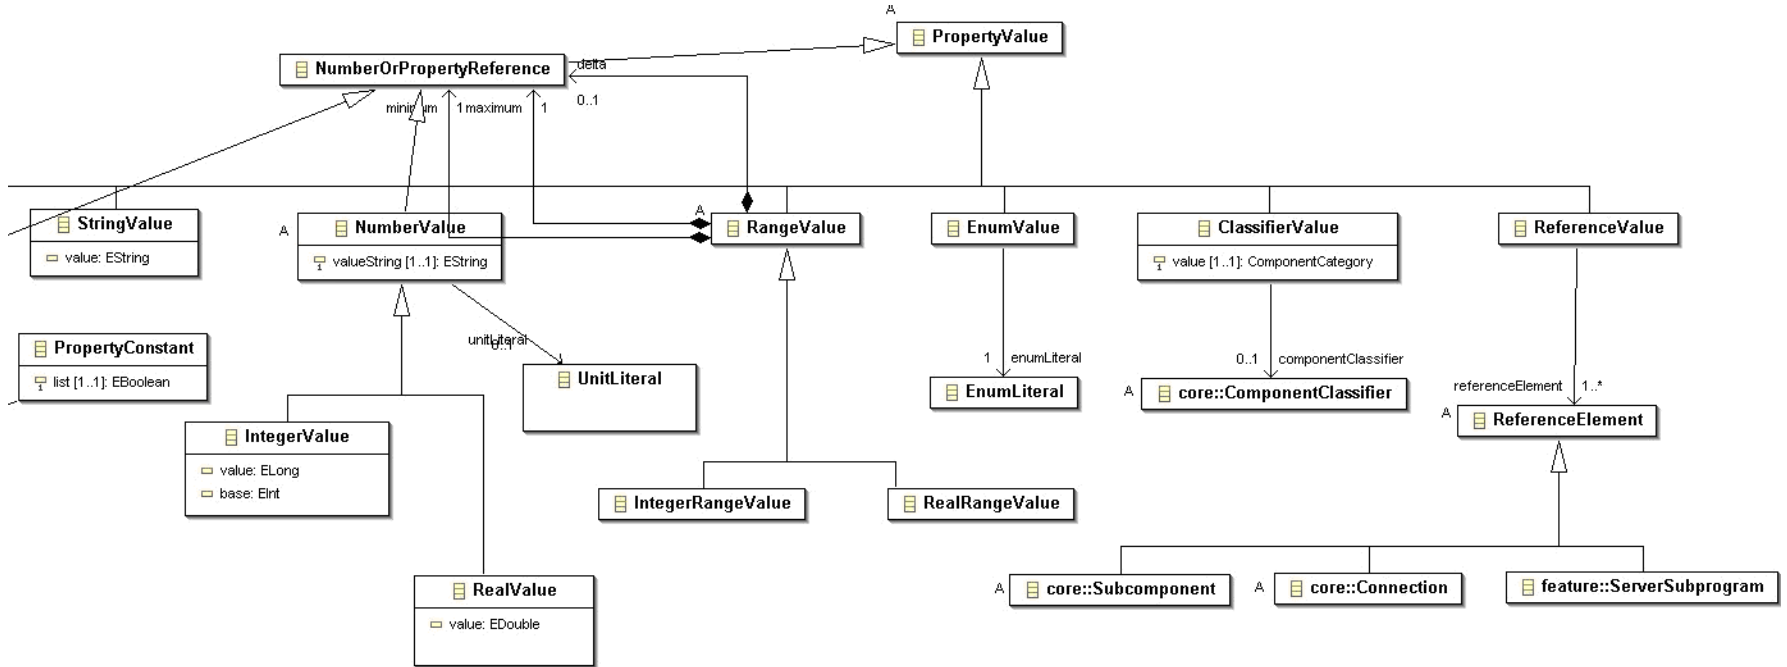 A
PropertyValue
NumberOrPropertyReference
delta
0..1
minimum
1
maximum
1
StringValue
value: EString
A
NumberValue
valueString [1..1]: EString
A
RangeValue
EnumValue
ClassifierValue
value [1..1]: ComponentCategory
ReferenceValue
PropertyConstant
list [1..1]: EBoolean
unitLiteral
0..1
UnitLiteral
1
enumLiteral
EnumLiteral
0..1
componentClassifier
A
core::ComponentClassifier
referenceElement
1..*
A
ReferenceElement
IntegerValue
value: ELong
base: EInt
IntegerRangeValue
RealRangeValue
RealValue
value: EDouble
A
core::Subcomponent
A
core::Connection
feature::ServerSubprogram